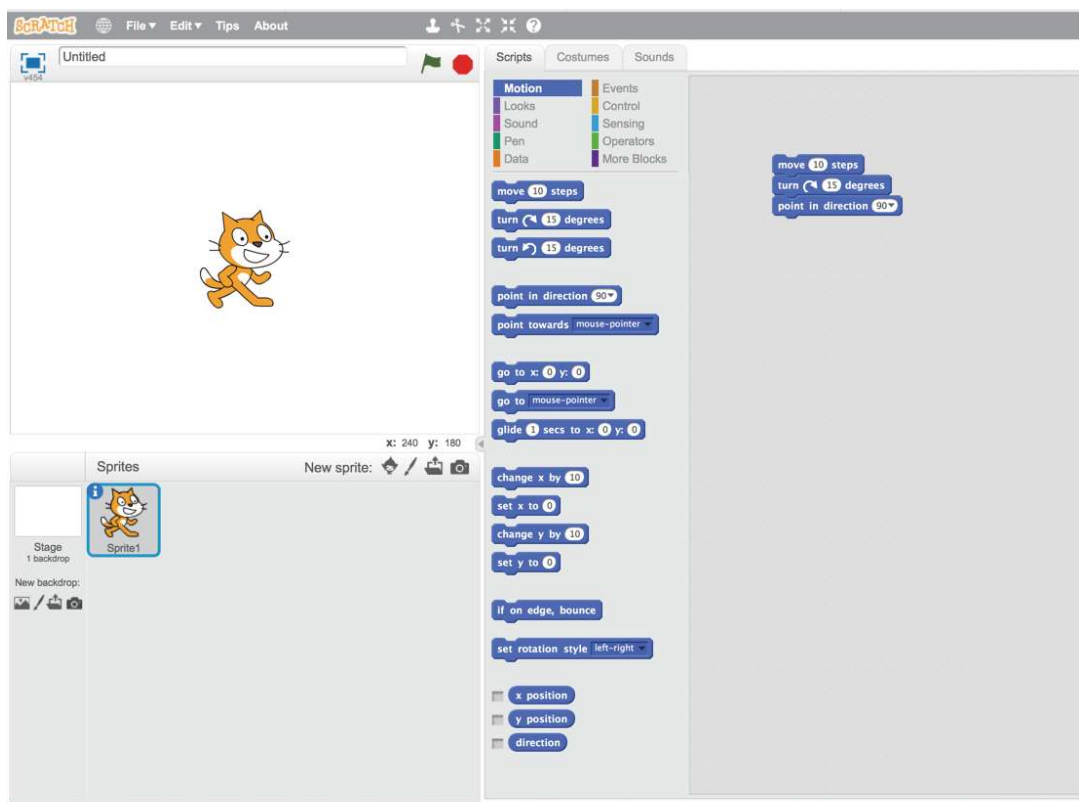 SCRATCH File Edit Tips About
Untitled
v454
x: 240 y: 180
Sprites New sprite:
Sprite1
Stage
1 backdrop
New backdrop:
Scripts Costumes Sounds
Motion Events
Looks Control
Sound Sensing
Pen Operators
Data More Blocks
move 10 steps
turn 15 degrees
turn 15 degrees
point in direction 90
point towards mouse-pointer
go to x: 0 y: 0
go to mouse-pointer
glide 1 secs to x: 0 y: 0
change x by 10
set x to 0
change y by 10
set y to 0
if on edge, bounce
set rotation style left-right
x position
y position
direction
move 10 steps
turn 15 degrees
point in direction 90